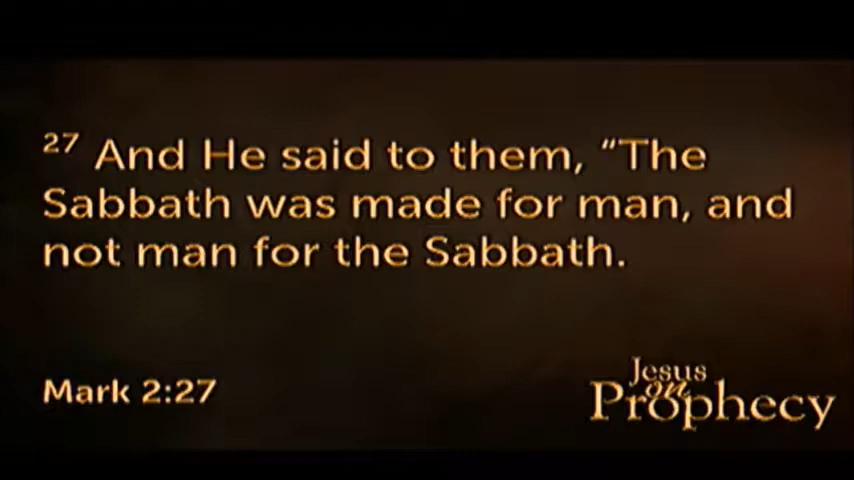 27 And He said to them, “The
Sabbath was made for man, and
not man for the Sabbath.
Mark 2:27
Jesus
on
Prophecy